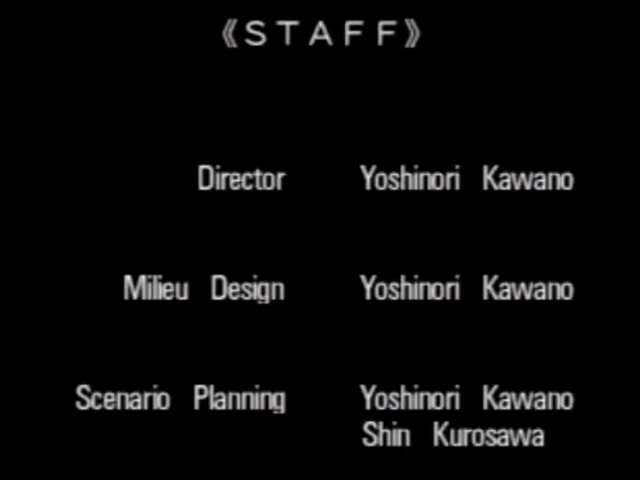 《STAFF》
Director Yoshinori Kawano
Milieu Design Yoshinori Kawano
Scenario Planning Yoshinori Kawano
Shin Kurosawa